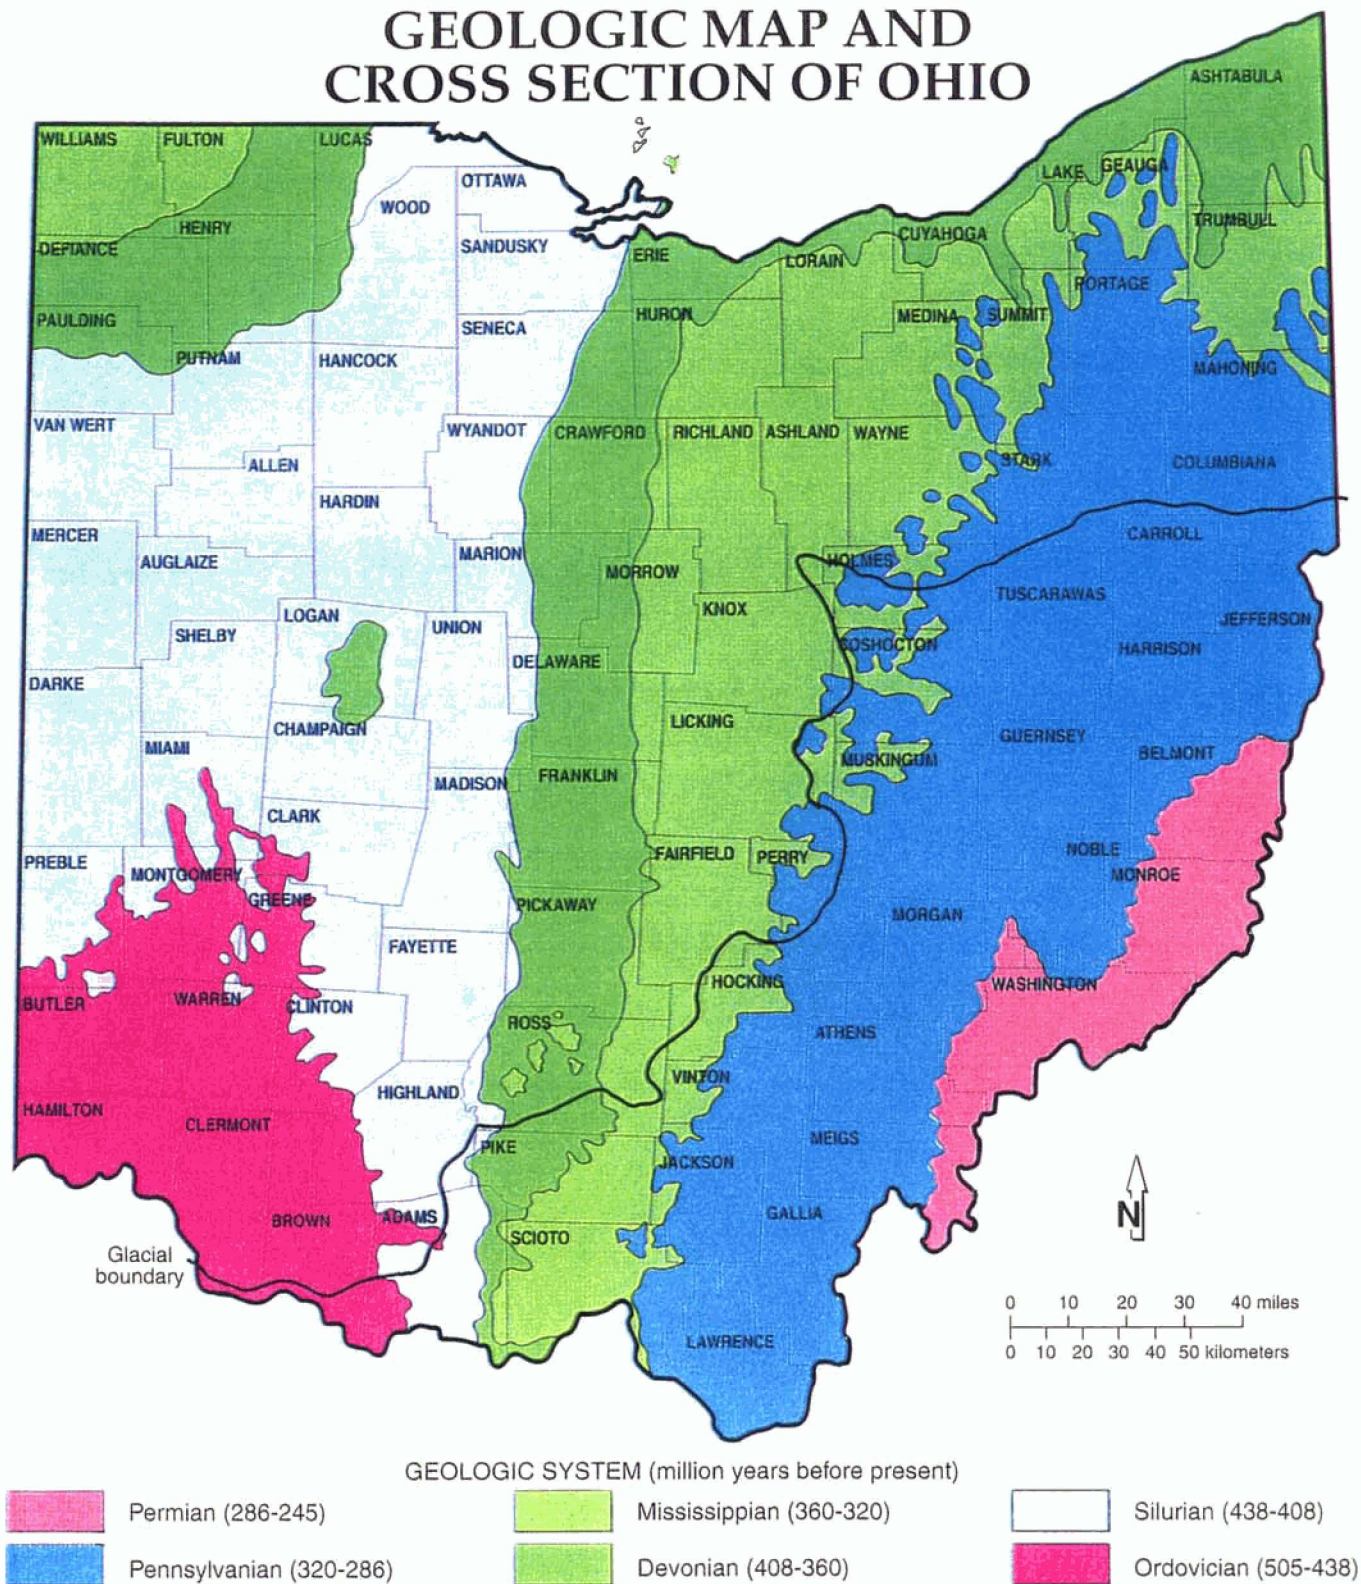 GEOLOGIC MAP AND
CROSS SECTION OF OHIO
ASHTABULA
WILLIAMS
FULTON
LUCAS
LAKE
GEAUGA
OTTAWA
WOOD
TRUMBULL
HENRY
CUYAHOGA
DEFIANCE
SANDUSKY
ERIE
LORAIN
PORTAGE
PAULDING
HURON
MEDINA
SUMMIT
SENECA
PUTNAM
HANCOCK
MAHONING
VAN WERT
WYANDOT
CRAWFORD
RICHLAND
ASHLAND
WAYNE
ALLEN
STARK
COLUMBIANA
HARDIN
MERCER
CARROLL
AUGLAIZE
MARION
HOLMES
MORROW
TUSCARAWAS
KNOX
LOGAN
JEFFERSON
SHELBY
UNION
COSHOCTON
HARRISON
DELAWARE
DARKE
LICKING
CHAMPAIGN
GUERNSEY
MIAMI
BELMONT
MUSKINGUM
FRANKLIN
MADISON
CLARK
NOBLE
PREBLE
FAIRFIELD
PERRY
MONTGOMERY
MONROE
GREENE
PICKAWAY
MORGAN
FAYETTE
HOCKING
WASHINGTON
BUTLER
WARREN
CLINTON
ROSS
ATHENS
VINTON
HIGHLAND
HAMILTON
CLERMONT
MEIGS
PIKE
JACKSON
GALLIA
BROWN
ADAMS
N
SCIOTO
Glacial
boundary
0 10 20 30 40 miles
LAWRENCE
0 10 20 30 40 50 kilometers
GEOLOGIC SYSTEM (million years before present)
Permian (286-245)
Mississippian (360-320)
Silurian (438-408)
Pennsylvanian (320-286)
Devonian (408-360)
Ordovician (505-438)